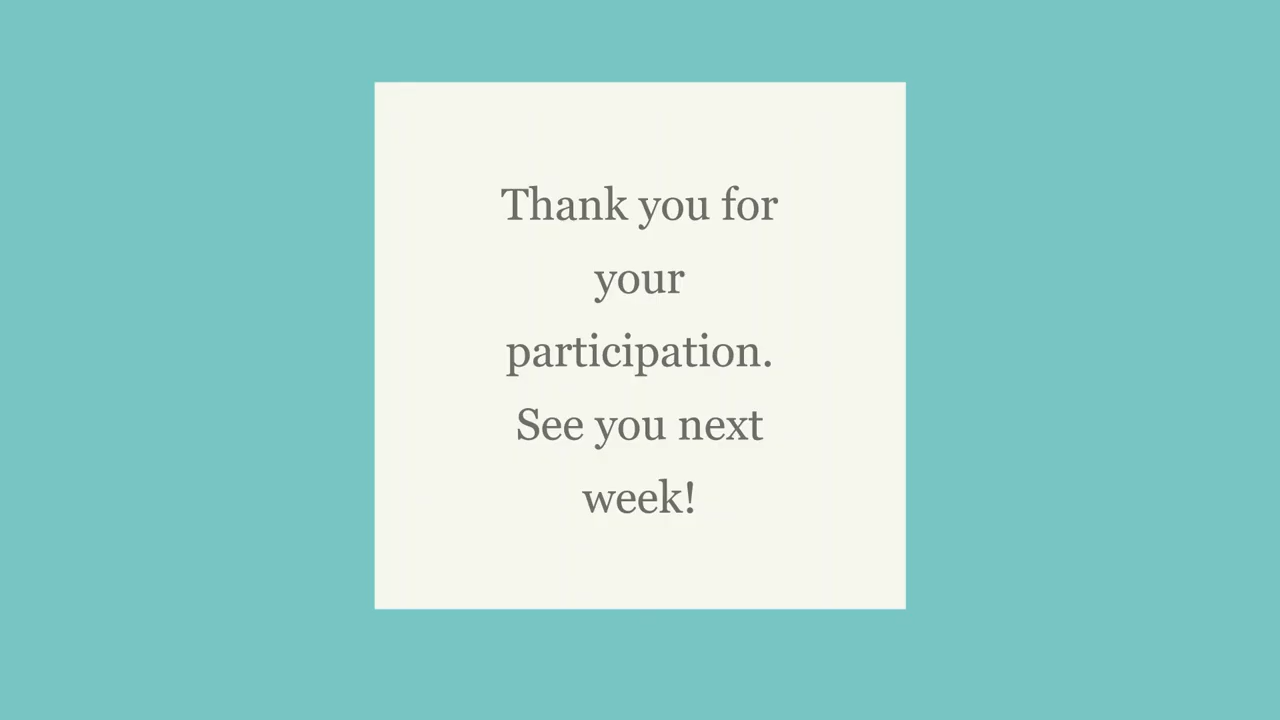 Thank you for
your
participation.
See you next
week!